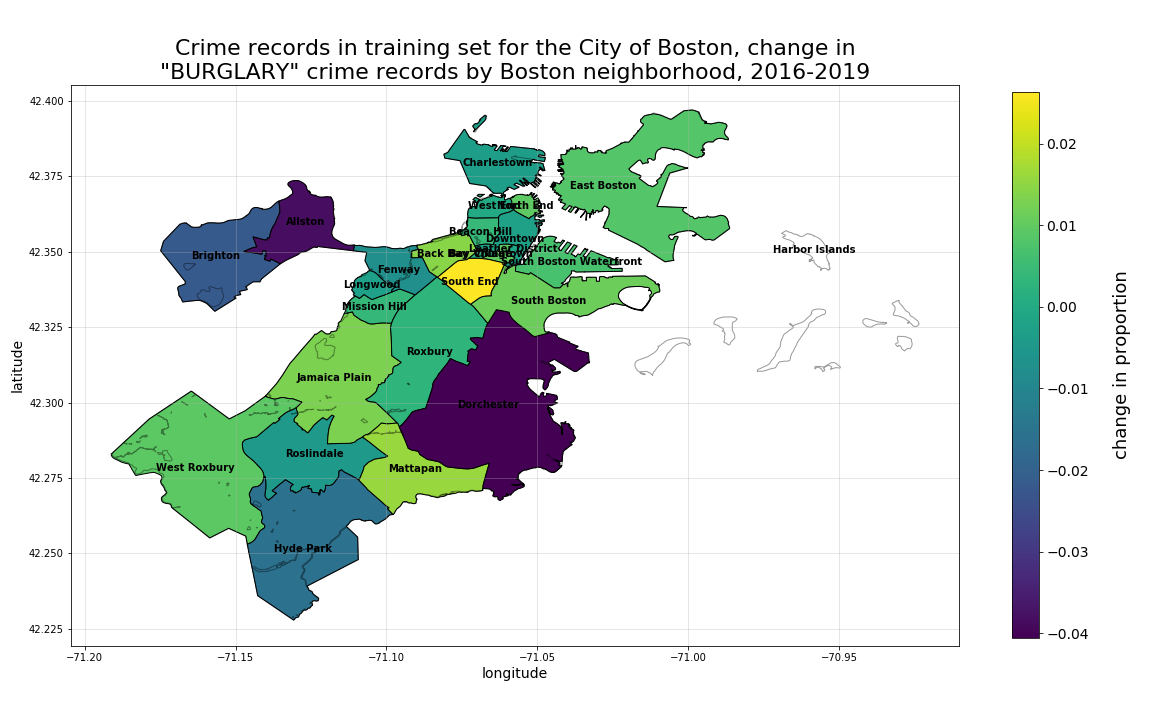 Crime records in training set for the City of Boston, change in
"BURGLARY" crime records by Boston neighborhood, 2016-2019
42.400
42.375
42.350
42.325
42.300
42.275
42.250
42.225
latitude
−71.20
−71.15
−71.10
−71.05
−71.00
−70.95
longitude
Charlestown
East Boston
West End
North End
Allston
Beacon Hill
Downtown
Leather District
Harbor Islands
Brighton
Back Bay
Bay Village
Chinatown
South Boston Waterfront
Fenway
South End
Longwood
South Boston
Mission Hill
Roxbury
Jamaica Plain
Dorchester
Roslindale
West Roxbury
Mattapan
Hyde Park
0.02
0.01
0.00
−0.01
−0.02
−0.03
−0.04
change in proportion